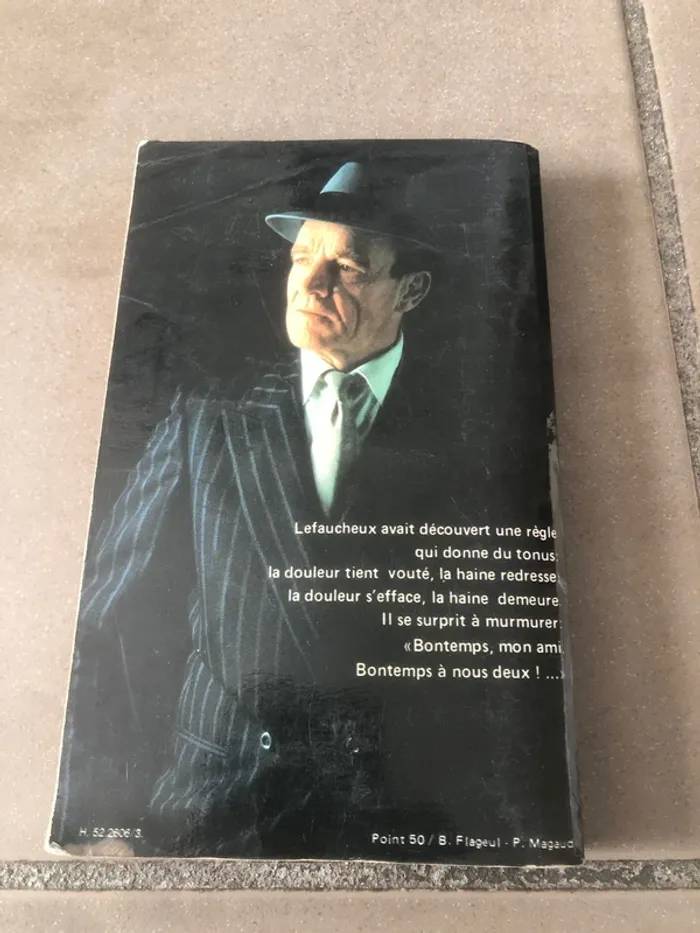 Lefaucheux avait découvert une règle
qui donne du tonus:
la douleur tient vouté, la haine redresse
la douleur s'efface, la haine demeure
Il se surprit à murmurer:
«Bontemps, mon ami,
Bontemps à nous deux ! ...»
H. 52.2606/3.
Point 50 / B. Flageul - P. Magaud